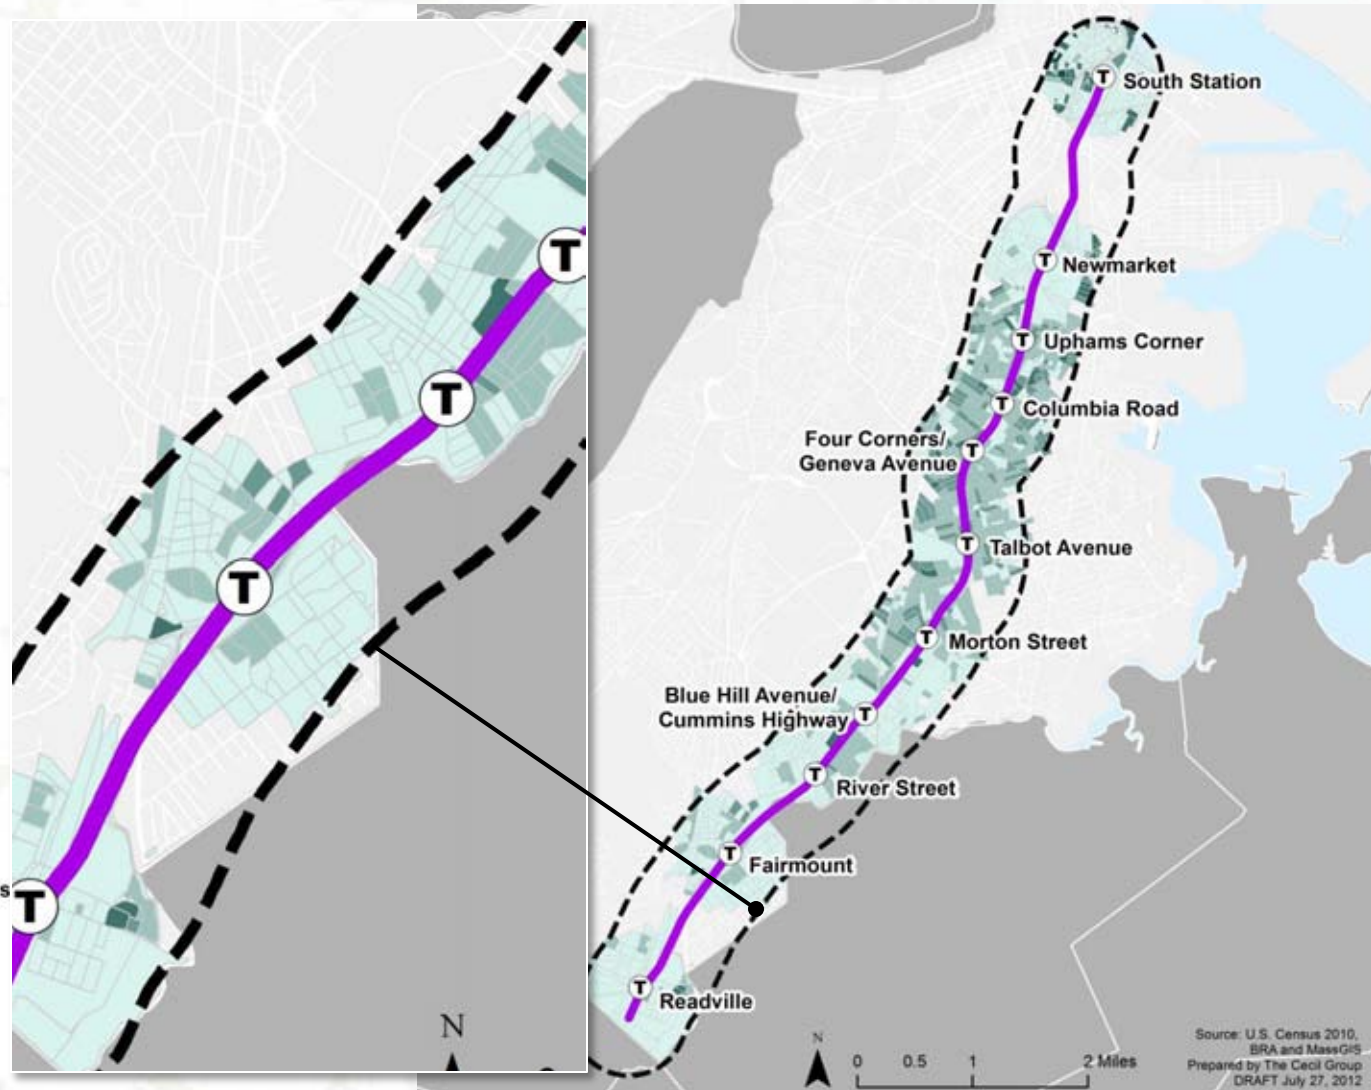 T
T
T
T
s
N
T
South Station
T
Newmarket
T
Uphams Corner
T
Columbia Road
Four Corners/
Geneva Avenue
T
T
Talbot Avenue
T
Morton Street
Blue Hill Avenue/
Cummins Highway
T
T
River Street
T
Fairmount
T
Readville
N
0 0.5 1 2 Miles
Source: U.S. Census 2010,
BRA and MassGIS
Prepared by The Cecil Group
DRAFT July 27, 2012